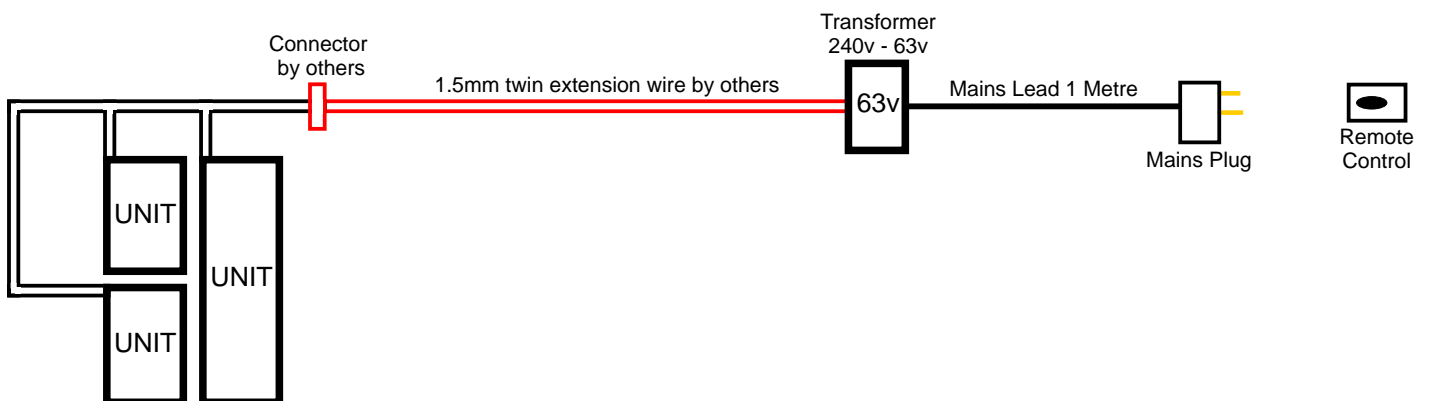 Transformer
240v - 63v
Connector
by others
1.5mm twin extension wire by others
63v
Mains Lead 1 Metre
Mains Plug
Remote
Control
UNIT
UNIT
UNIT